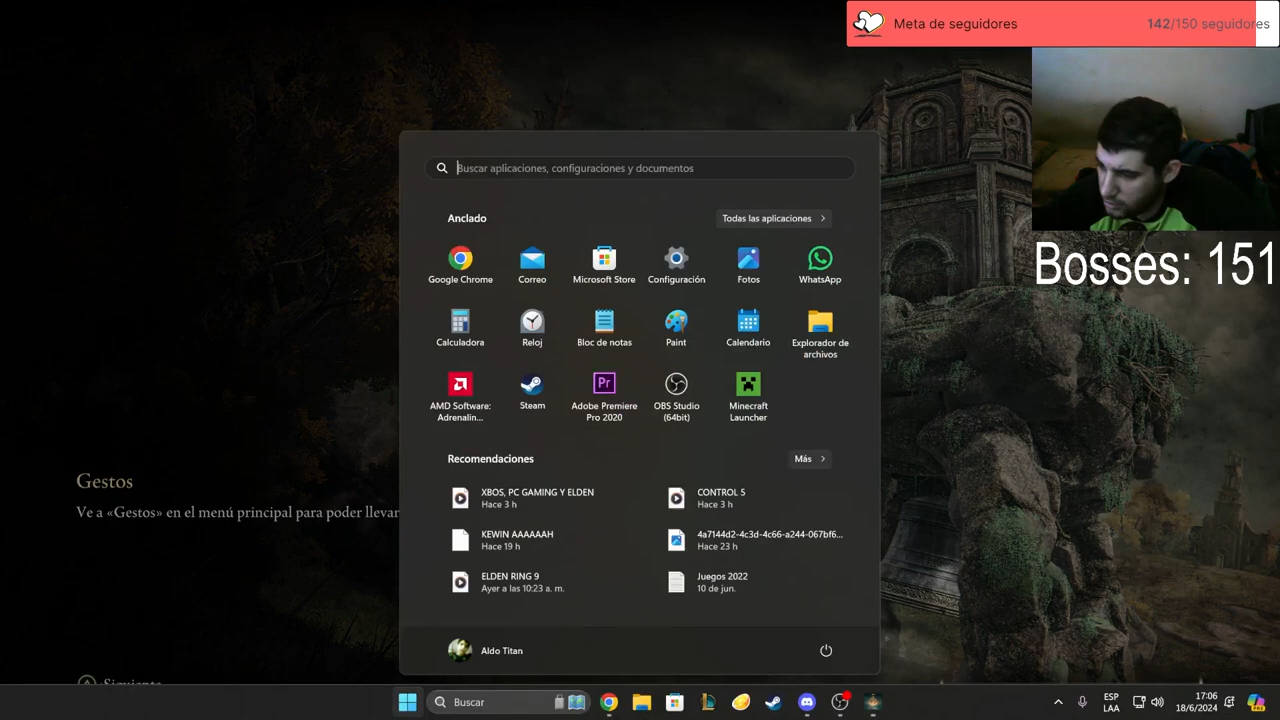 Meta de seguidores
142/150 seguidores
Bosses: 151
Buscar aplicaciones, configuraciones y documentos
Anclado
Todas las aplicaciones
Google Chrome
Correo
Microsoft Store
Configuración
Fotos
WhatsApp
Calculadora
Reloj
Bloc de notas
Paint
Calendario
Explorador de
archivos
AMD Software:
Adrenalin...
Steam
Adobe Premiere
Pro 2020
OBS Studio
(64bit)
Minecraft
Launcher
Recomendaciones
Más
XBOS, PC GAMING Y ELDEN
Hace 3 h
CONTROL 5
Hace 3 h
KEWIN AAAAAAH
Hace 19 h
4a7144d2-4c3d-4c66-a244-067bf6...
Hace 23 h
ELDEN RING 9
Ayer a las 10:23 a. m.
Juegos 2022
10 de jun.
Gestos
Ve a «Gestos» en el menú principal para poder llevar
Aldo Titan
Siguiente
Buscar
ESP
LAA
17:06
18/6/2024